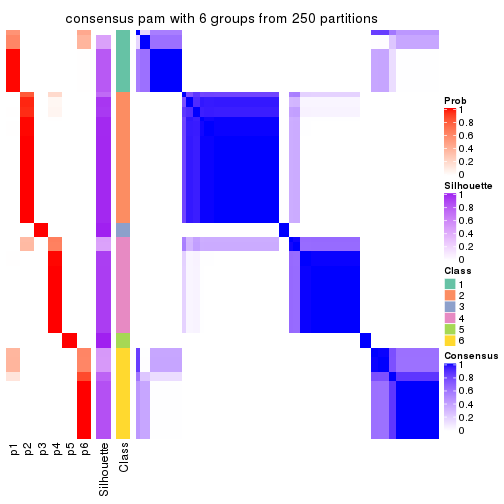 consensus pam with 6 groups from 250 partitions
Prob
1
0.8
0.6
0.4
0.2
0
Silhouette
1
0.8
0.6
0.4
0.2
0
Class
1
2
3
4
5
6
Consensus
1
0.8
0.6
0.4
0.2
0
p1
p2
p3
p4
p5
p6
Silhouette
Class